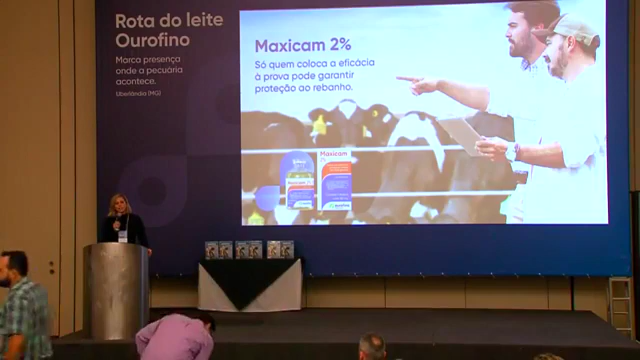 Rota do leite
Ourofino
Marca presença
onde a pecuária
acontece.
Uberlândia (MG)
Maxicam 2%
Só quem coloca a eficácia
à prova pode garantir
proteção ao rebanho.
Maxicam
Maxicam